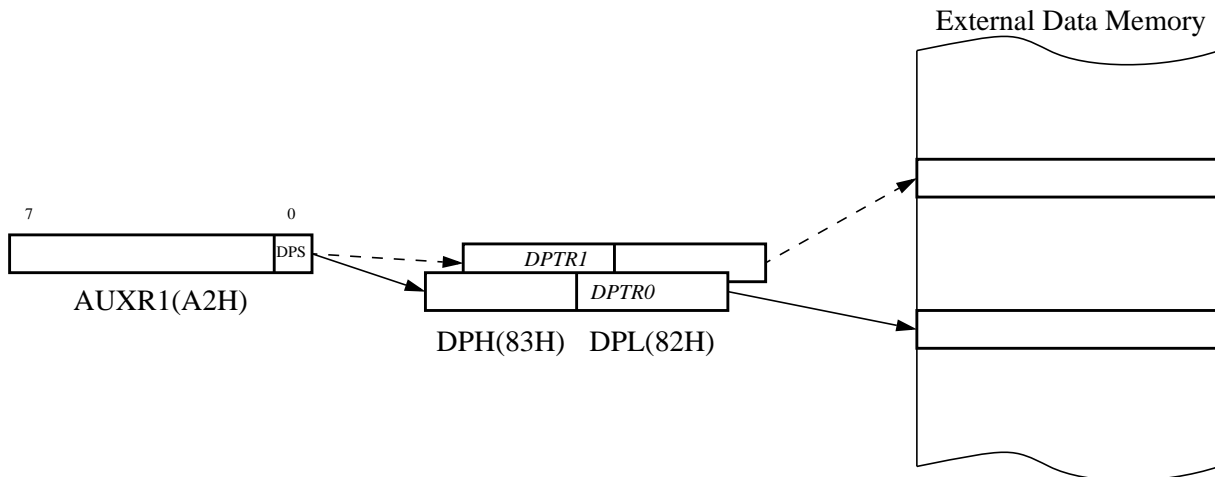 External Data Memory
7
0
DPS
DPTR1
AUXR1(A2H)
DPTR0
DPH(83H) DPL(82H)